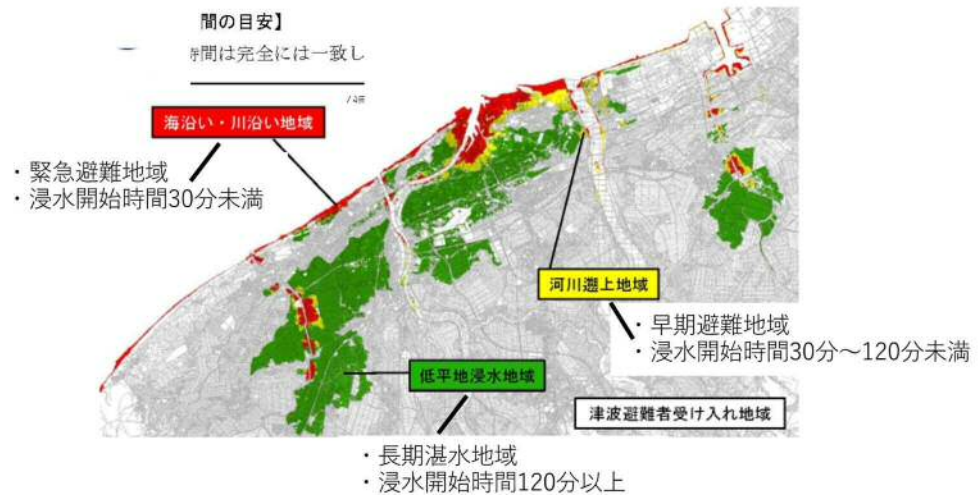 間の目安】
時間は完全には一致し
海沿い・川沿い地域
・緊急避難地域
・浸水開始時間30分未満
河川遡上地域
・早期避難地域
・浸水開始時間30分～120分未満
低平地浸水地域
津波避難者受け入れ地域
・長期湛水地域
・浸水開始時間120分以上